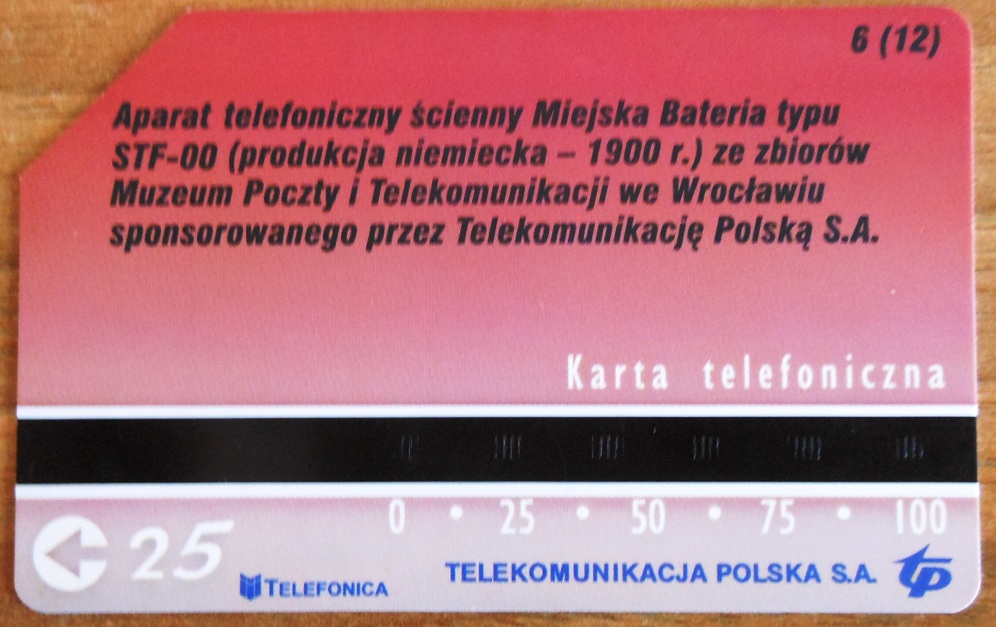 6 (12)
Aparat telefoniczny ścienny Miejska Bateria typu
STF-00 (produkcja niemiecka – 1900 r.) ze zbiorów
Muzeum Poczty i Telekomunikacji we Wrocławiu
sponsorowanego przez Telekomunikację Polską S.A.
Karta telefoniczna
0 • 25 • 50 • 75 • 100
25
TELEFONICA
TELEKOMUNIKACJA POLSKA S.A. tp